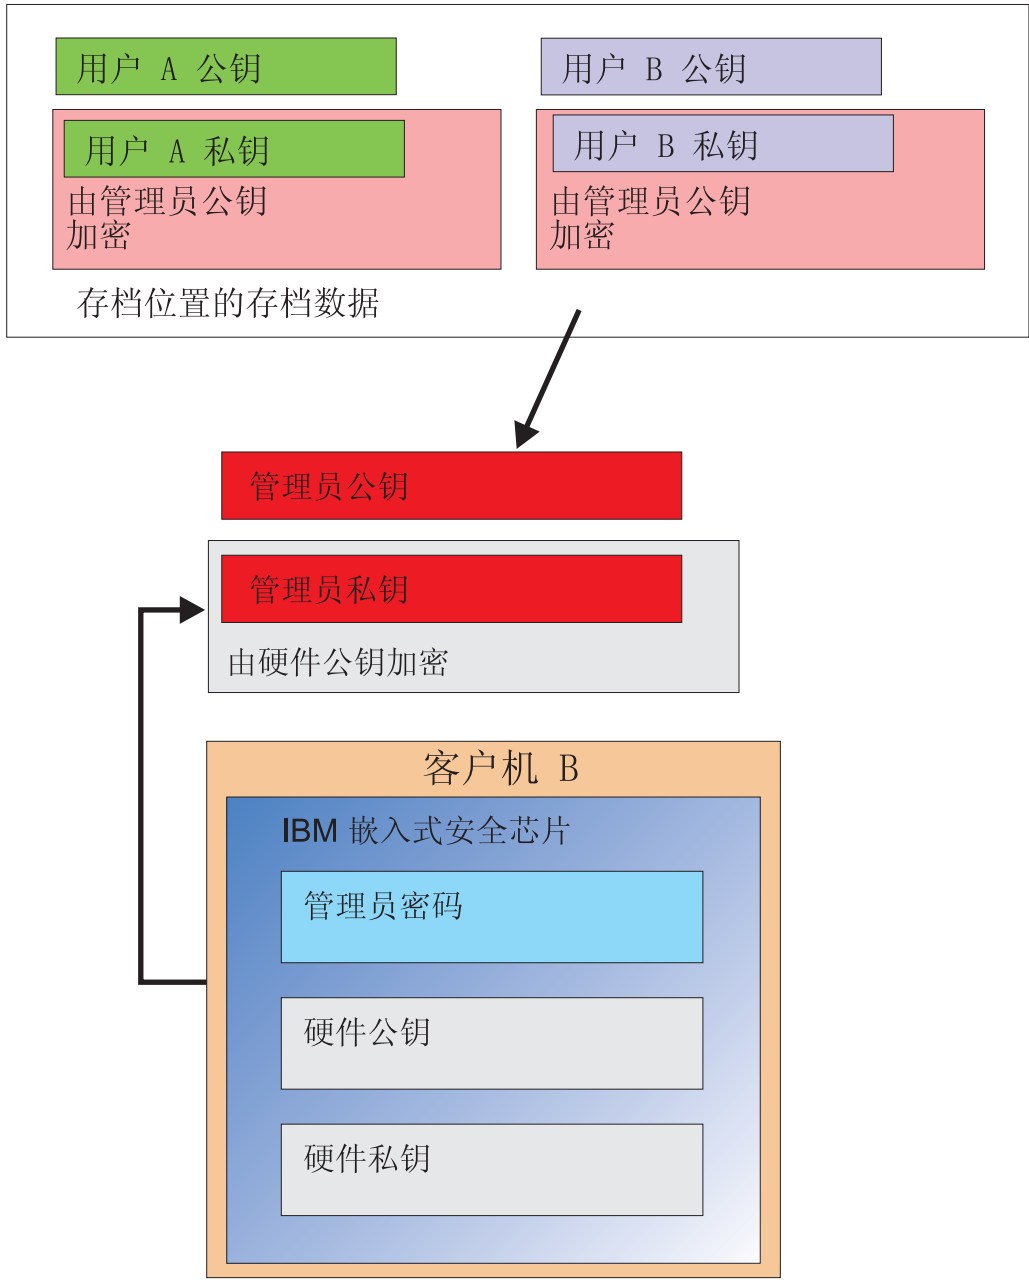 用户 A 公钥
用户 B 公钥
用户 A 私钥
由管理员公钥
加密
用户 B 私钥
由管理员公钥
加密
存档位置的存档数据
管理员公钥
管理员私钥
由硬件公钥加密
客户机 B
IBM 嵌入式安全芯片
管理员密码
硬件公钥
硬件私钥